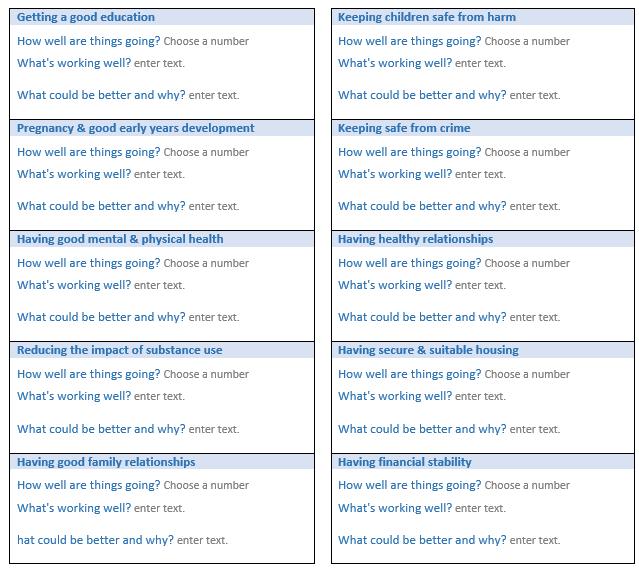 Getting a good education
How well are things going? Choose a number
What's working well? enter text.
What could be better and why? enter text.
Pregnancy & good early years development
How well are things going? Choose a number
What's working well? enter text.
What could be better and why? enter text.
Having good mental & physical health
How well are things going? Choose a number
What's working well? enter text.
What could be better and why? enter text.
Reducing the impact of substance use
How well are things going? Choose a number
What's working well? enter text.
What could be better and why? enter text.
Having good family relationships
How well are things going? Choose a number
What's working well? enter text.
hat could be better and why? enter text.
Keeping children safe from harm
How well are things going? Choose a number
What's working well? enter text.
What could be better and why? enter text.
Keeping safe from crime
How well are things going? Choose a number
What's working well? enter text.
What could be better and why? enter text.
Having healthy relationships
How well are things going? Choose a number
What's working well? enter text.
What could be better and why? enter text.
Having secure & suitable housing
How well are things going? Choose a number
What's working well? enter text.
What could be better and why? enter text.
Having financial stability
How well are things going? Choose a number
What's working well? enter text.
What could be better and why? enter text.